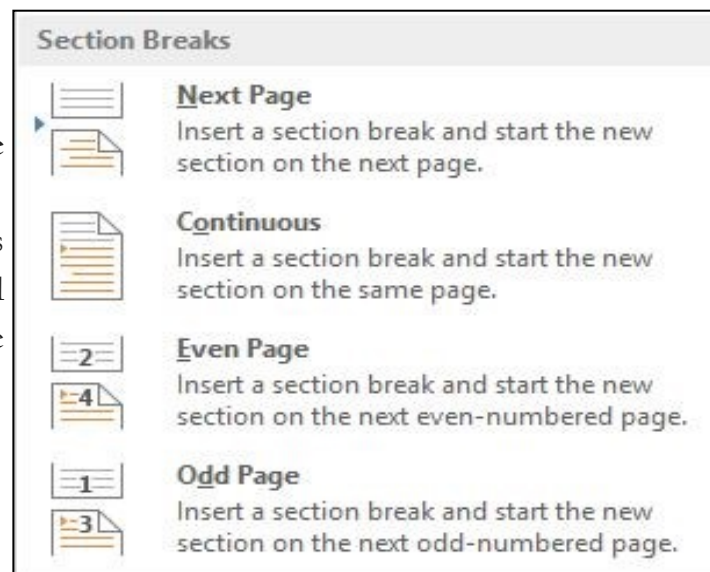 Section Breaks
Next Page
Insert a section break and start the new
section on the next page.
Continuous
Insert a section break and start the new
section on the same page.
2
4
Even Page
Insert a section break and start the new
section on the next even-numbered page.
1
3
Odd Page
Insert a section break and start the new
section on the next odd-numbered page.